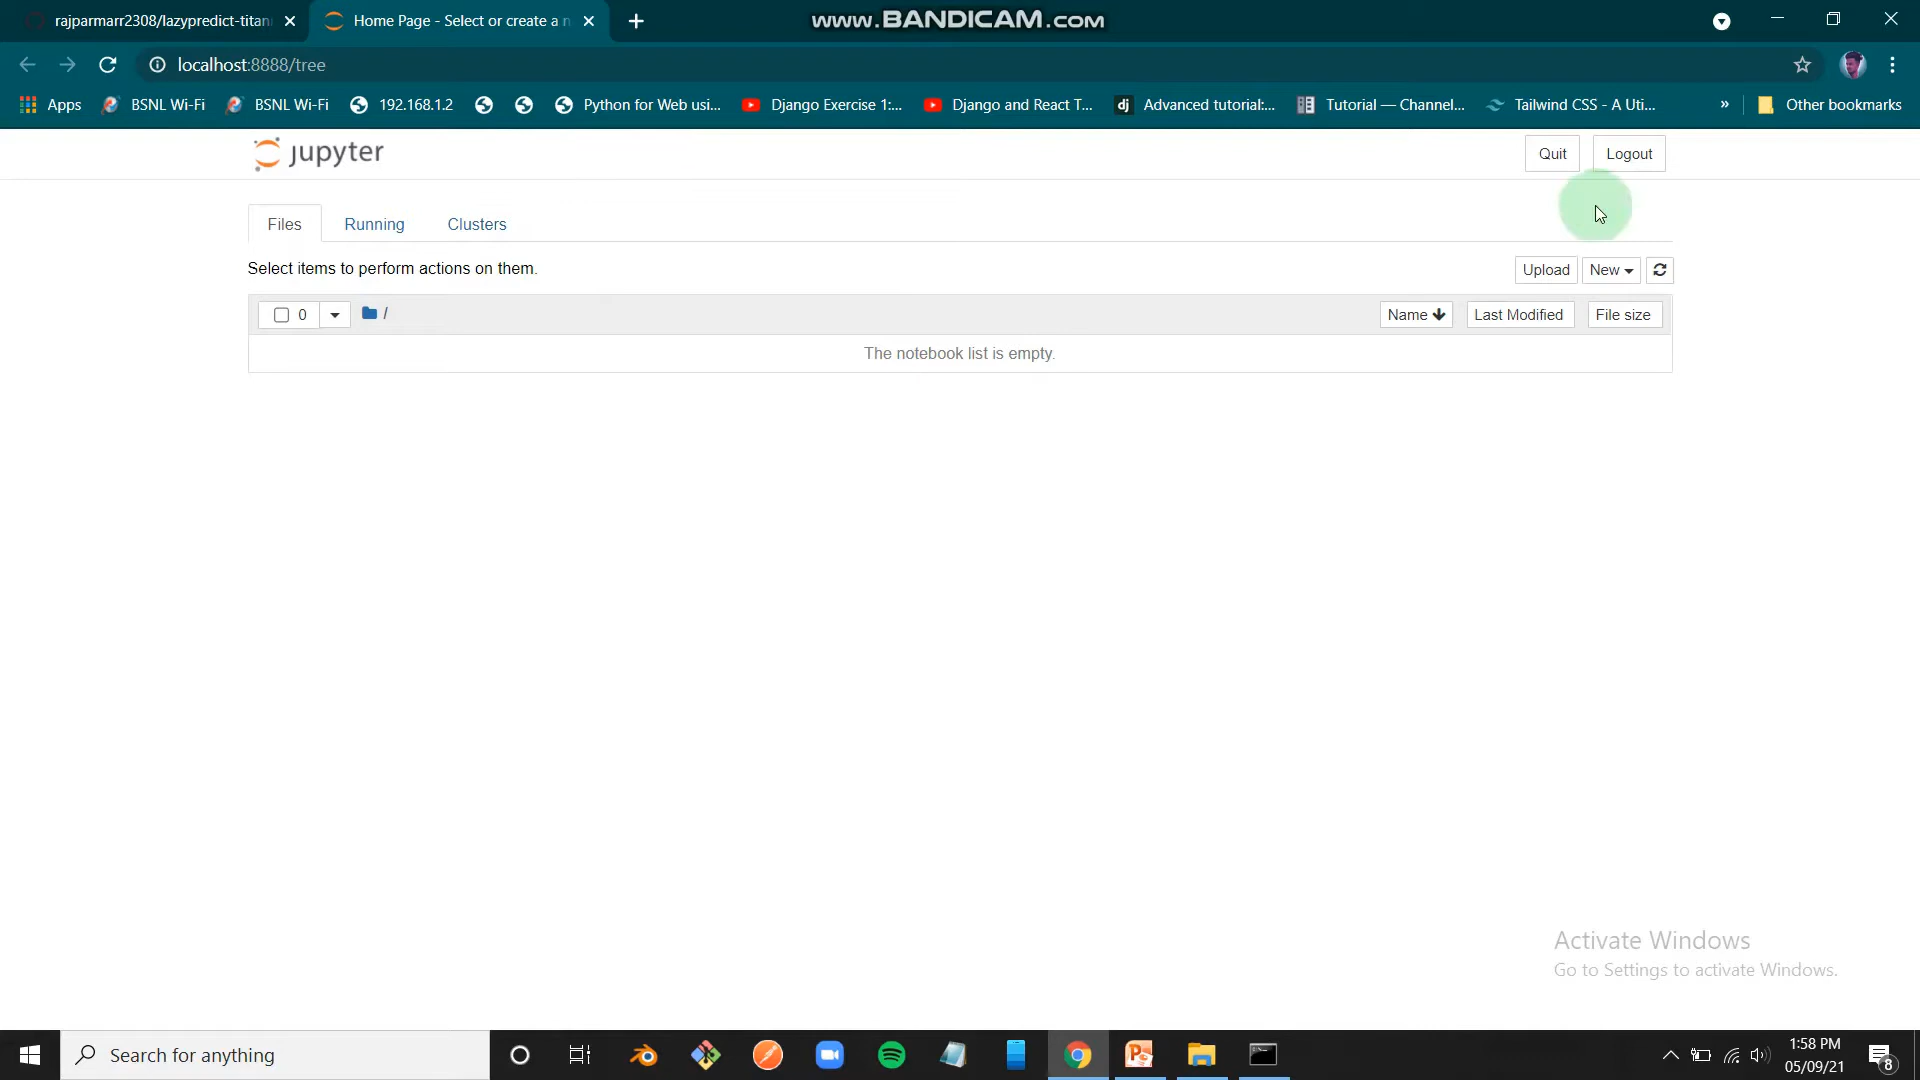 rajparmarr2308/lazypredict-titani
Home Page - Select or create a n
www.BANDICAM.com
localhost:8888/tree
Apps
BSNL Wi-Fi
BSNL Wi-Fi
192.168.1.2
Python for Web usi...
Django Exercise 1:...
Django and React T...
dj
Advanced tutorial:...
Tutorial — Channel...
Tailwind CSS - A Uti...
»
Other bookmarks
jupyter
Quit
Logout
Files
Running
Clusters
Select items to perform actions on them.
Upload
New
0
/
Name
Last Modified
File size
The notebook list is empty.
Activate Windows
Go to Settings to activate Windows.
Search for anything
1:58 PM
05/09/21
8